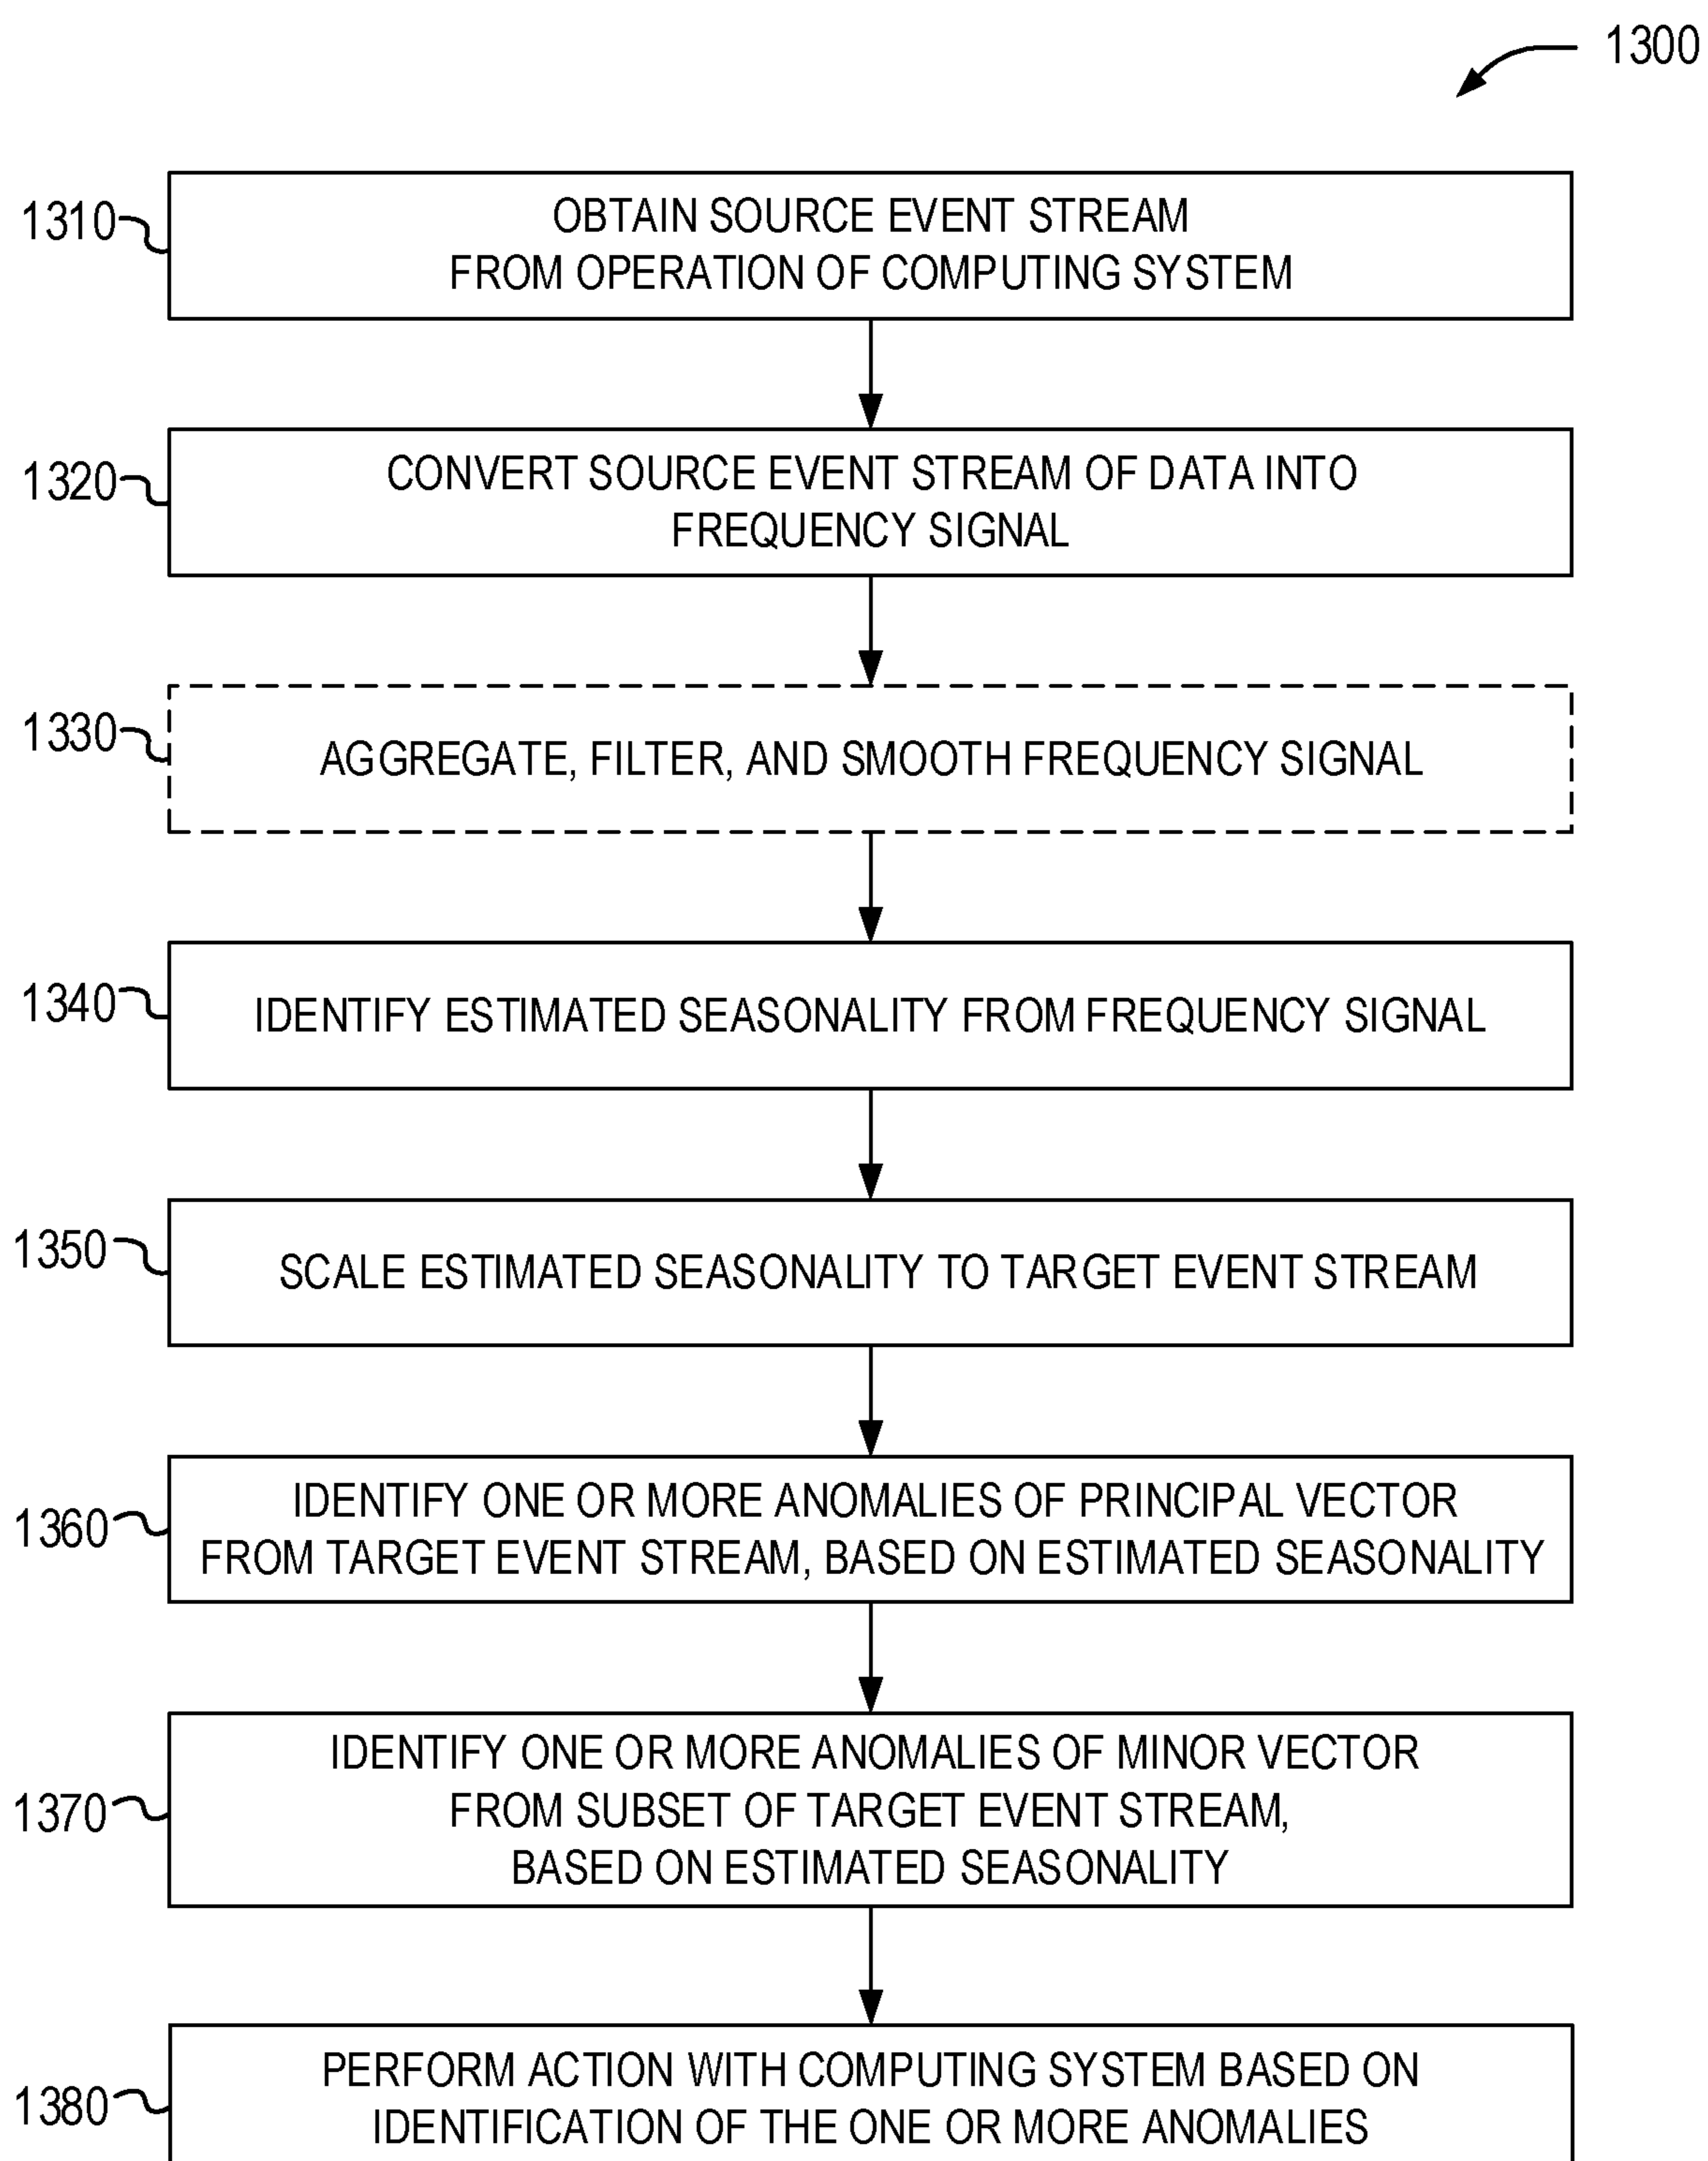 1300
1310
OBTAIN SOURCE EVENT STREAM
FROM OPERATION OF COMPUTING SYSTEM
1320
CONVERT SOURCE EVENT STREAM OF DATA INTO
FREQUENCY SIGNAL
1330
AGGREGATE, FILTER, AND SMOOTH FREQUENCY SIGNAL
1340
IDENTIFY ESTIMATED SEASONALITY FROM FREQUENCY SIGNAL
1350
SCALE ESTIMATED SEASONALITY TO TARGET EVENT STREAM
1360
IDENTIFY ONE OR MORE ANOMALIES OF PRINCIPAL VECTOR
FROM TARGET EVENT STREAM, BASED ON ESTIMATED SEASONALITY
1370
IDENTIFY ONE OR MORE ANOMALIES OF MINOR VECTOR
FROM SUBSET OF TARGET EVENT STREAM,
BASED ON ESTIMATED SEASONALITY
1380
PERFORM ACTION WITH COMPUTING SYSTEM BASED ON
IDENTIFICATION OF THE ONE OR MORE ANOMALIES